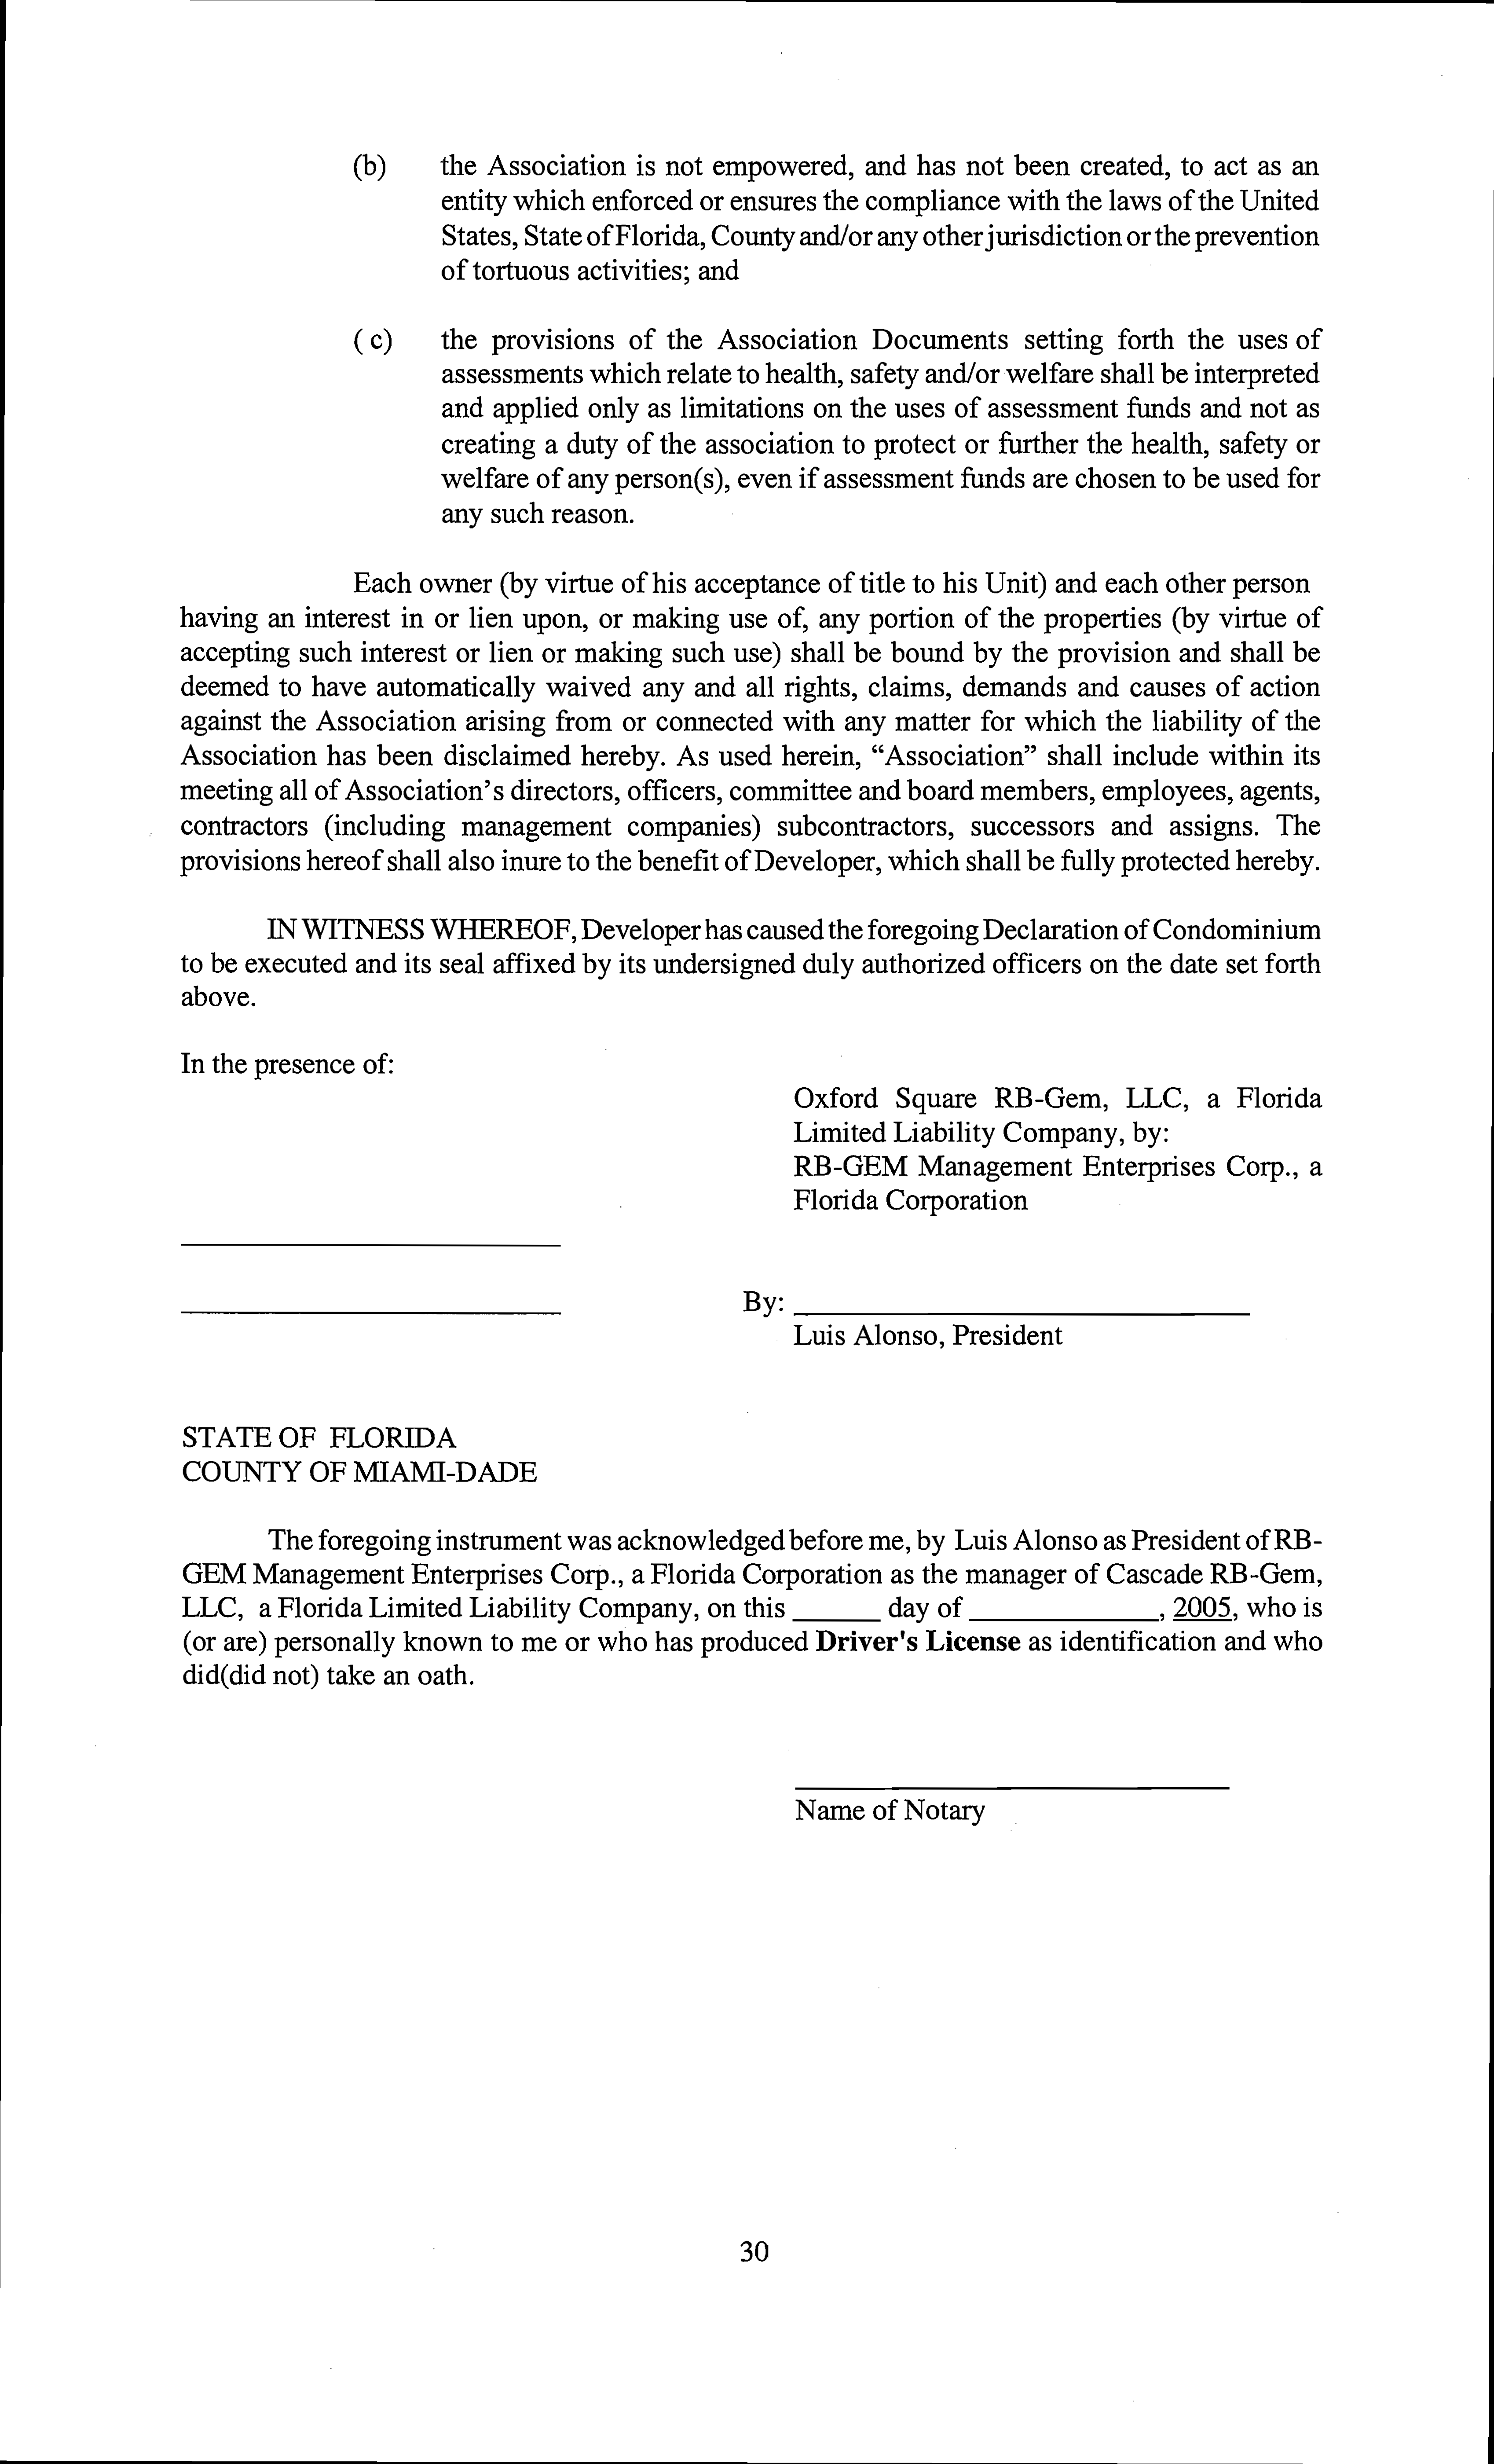 (b) the Association is not empowered, and has not been created, to act as an
entity which enforced or ensures the compliance with the laws of the United
States, State of Florida, County and/or any other jurisdiction or the prevention
of tortuous activities; and
( c) the provisions of the Association Documents setting forth the uses of
assessments which relate to health, safety and/or welfare shall be interpreted
and applied only as limitations on the uses of assessment funds and not as
creating a duty of the association to protect or further the health, safety or
welfare of any person(s), even if assessment funds are chosen to be used for
any such reason.
Each owner (by virtue of his acceptance of title to his Unit) and each other person
having an interest in or lien upon, or making use of, any portion of the properties (by virtue of
accepting such interest or lien or making such use) shall be bound by the provision and shall be
deemed to have automatically waived any and all rights, claims, demands and causes of action
against the Association arising from or connected with any matter for which the liability of the
Association has been disclaimed hereby. As used herein, “Association” shall include within its
meeting all of Association’s directors, officers, committee and board members, employees, agents,
contractors (including management companies) subcontractors, successors and assigns. The
provisions hereof shall also inure to the benefit of Developer, which shall be fully protected hereby.
IN WITNESS WHEREOF, Developer has caused the foregoing Declaration of Condominium
to be executed and its seal affixed by its undersigned duly authorized officers on the date set forth
above.
In the presence of:
Oxford Square RB-Gem, LLC, a Florida
Limited Liability Company, by:
RB-GEM Management Enterprises Corp., a
Florida Corporation
By: ____________________
Luis Alonso, President
STATE OF FLORIDA
COUNTY OF MIAMI-DADE
The foregoing instrument was acknowledged before me, by Luis Alonso as President of RB-
GEM Management Enterprises Corp., a Florida Corporation as the manager of Cascade RB-Gem,
LLC, a Florida Limited Liability Company, on this ______ day of _____________, 2005, who is
(or are) personally known to me or who has produced Driver's License as identification and who
did(did not) take an oath.
Name of Notary
30